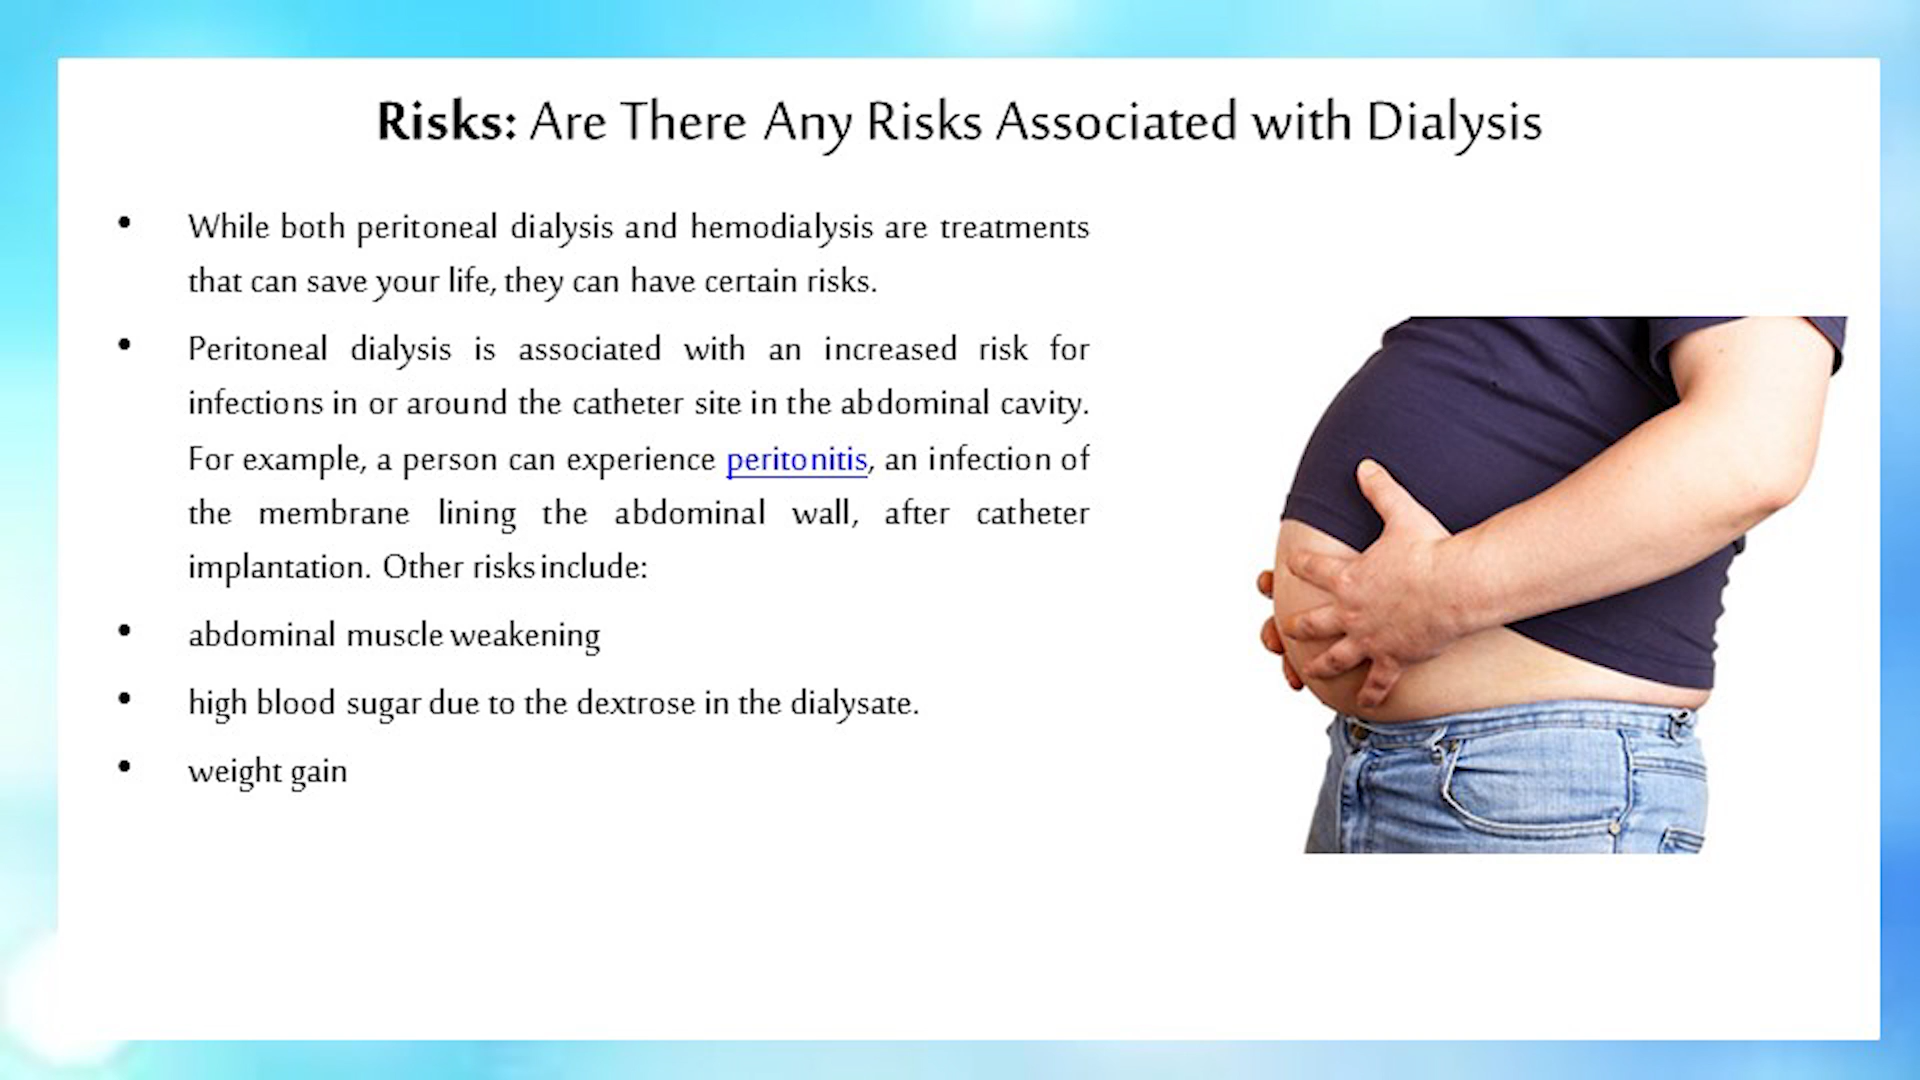 Risks: Are There Any Risks Associated with Dialysis
• While both peritoneal dialysis and hemodialysis are treatments
that can save your life, they can have certain risks.
• Peritoneal dialysis is associated with an increased risk for
infections in or around the catheter site in the abdominal cavity.
For example, a person can experience peritonitis, an infection of
the membrane lining the abdominal wall, after catheter
implantation. Other risks include:
• abdominal muscle weakening
• high blood sugar due to the dextrose in the dialysate.
• weight gain